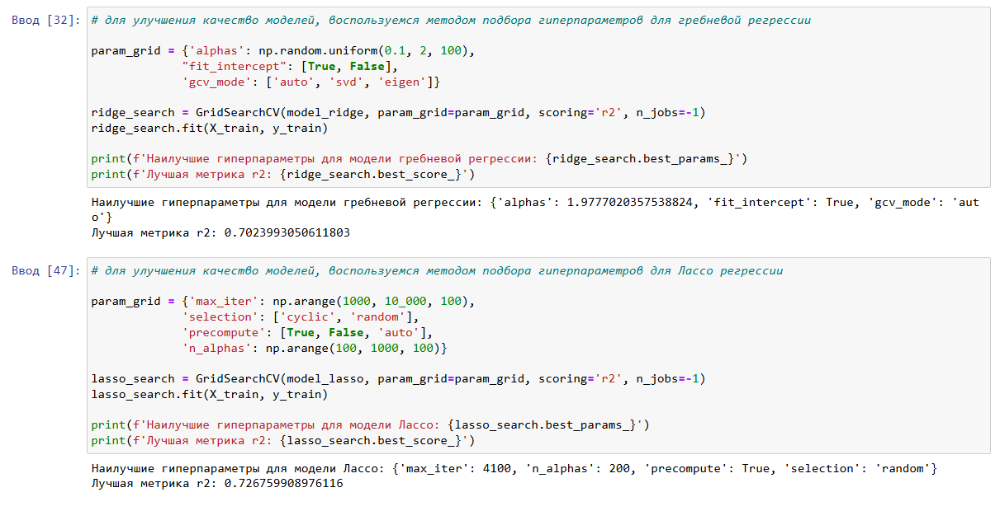 Ввод [32]: # для улучшения качество моделей, воспользуемся методом подбора гиперпараметров для гребневой регрессии
param_grid = {'alphas': np.random.uniform(0.1, 2, 100),
"fit_intercept": [True, False],
'gcv_mode': ['auto', 'svd', 'eigen']}
ridge_search = GridSearchCV(model_ridge, param_grid=param_grid, scoring='r2', n_jobs=-1)
ridge_search.fit(X_train, y_train)
print(f'Наилучшие гиперпараметры для модели гребневой регрессии: {ridge_search.best_params_}')
print(f'Лучшая метрика r2: {ridge_search.best_score_}')
Наилучшие гиперпараметры для модели гребневой регрессии: {'alphas': 1.9777020357538824, 'fit_intercept': True, 'gcv_mode': 'aut
o'}
Лучшая метрика r2: 0.7023993050611803
Ввод [47]: # для улучшения качество моделей, воспользуемся методом подбора гиперпараметров для Лассо регрессии
param_grid = {'max_iter': np.arange(1000, 10_000, 100),
'selection': ['cyclic', 'random'],
'precompute': [True, False, 'auto'],
'n_alphas': np.arange(100, 1000, 100)}
lasso_search = GridSearchCV(model_lasso, param_grid=param_grid, scoring='r2', n_jobs=-1)
lasso_search.fit(X_train, y_train)
print(f'Наилучшие гиперпараметры для модели Лассо: {lasso_search.best_params_}')
print(f'Лучшая метрика r2: {lasso_search.best_score_}')
Наилучшие гиперпараметры для модели Лассо: {'max_iter': 4100, 'n_alphas': 200, 'precompute': True, 'selection': 'random'}
Лучшая метрика r2: 0.726759908976116